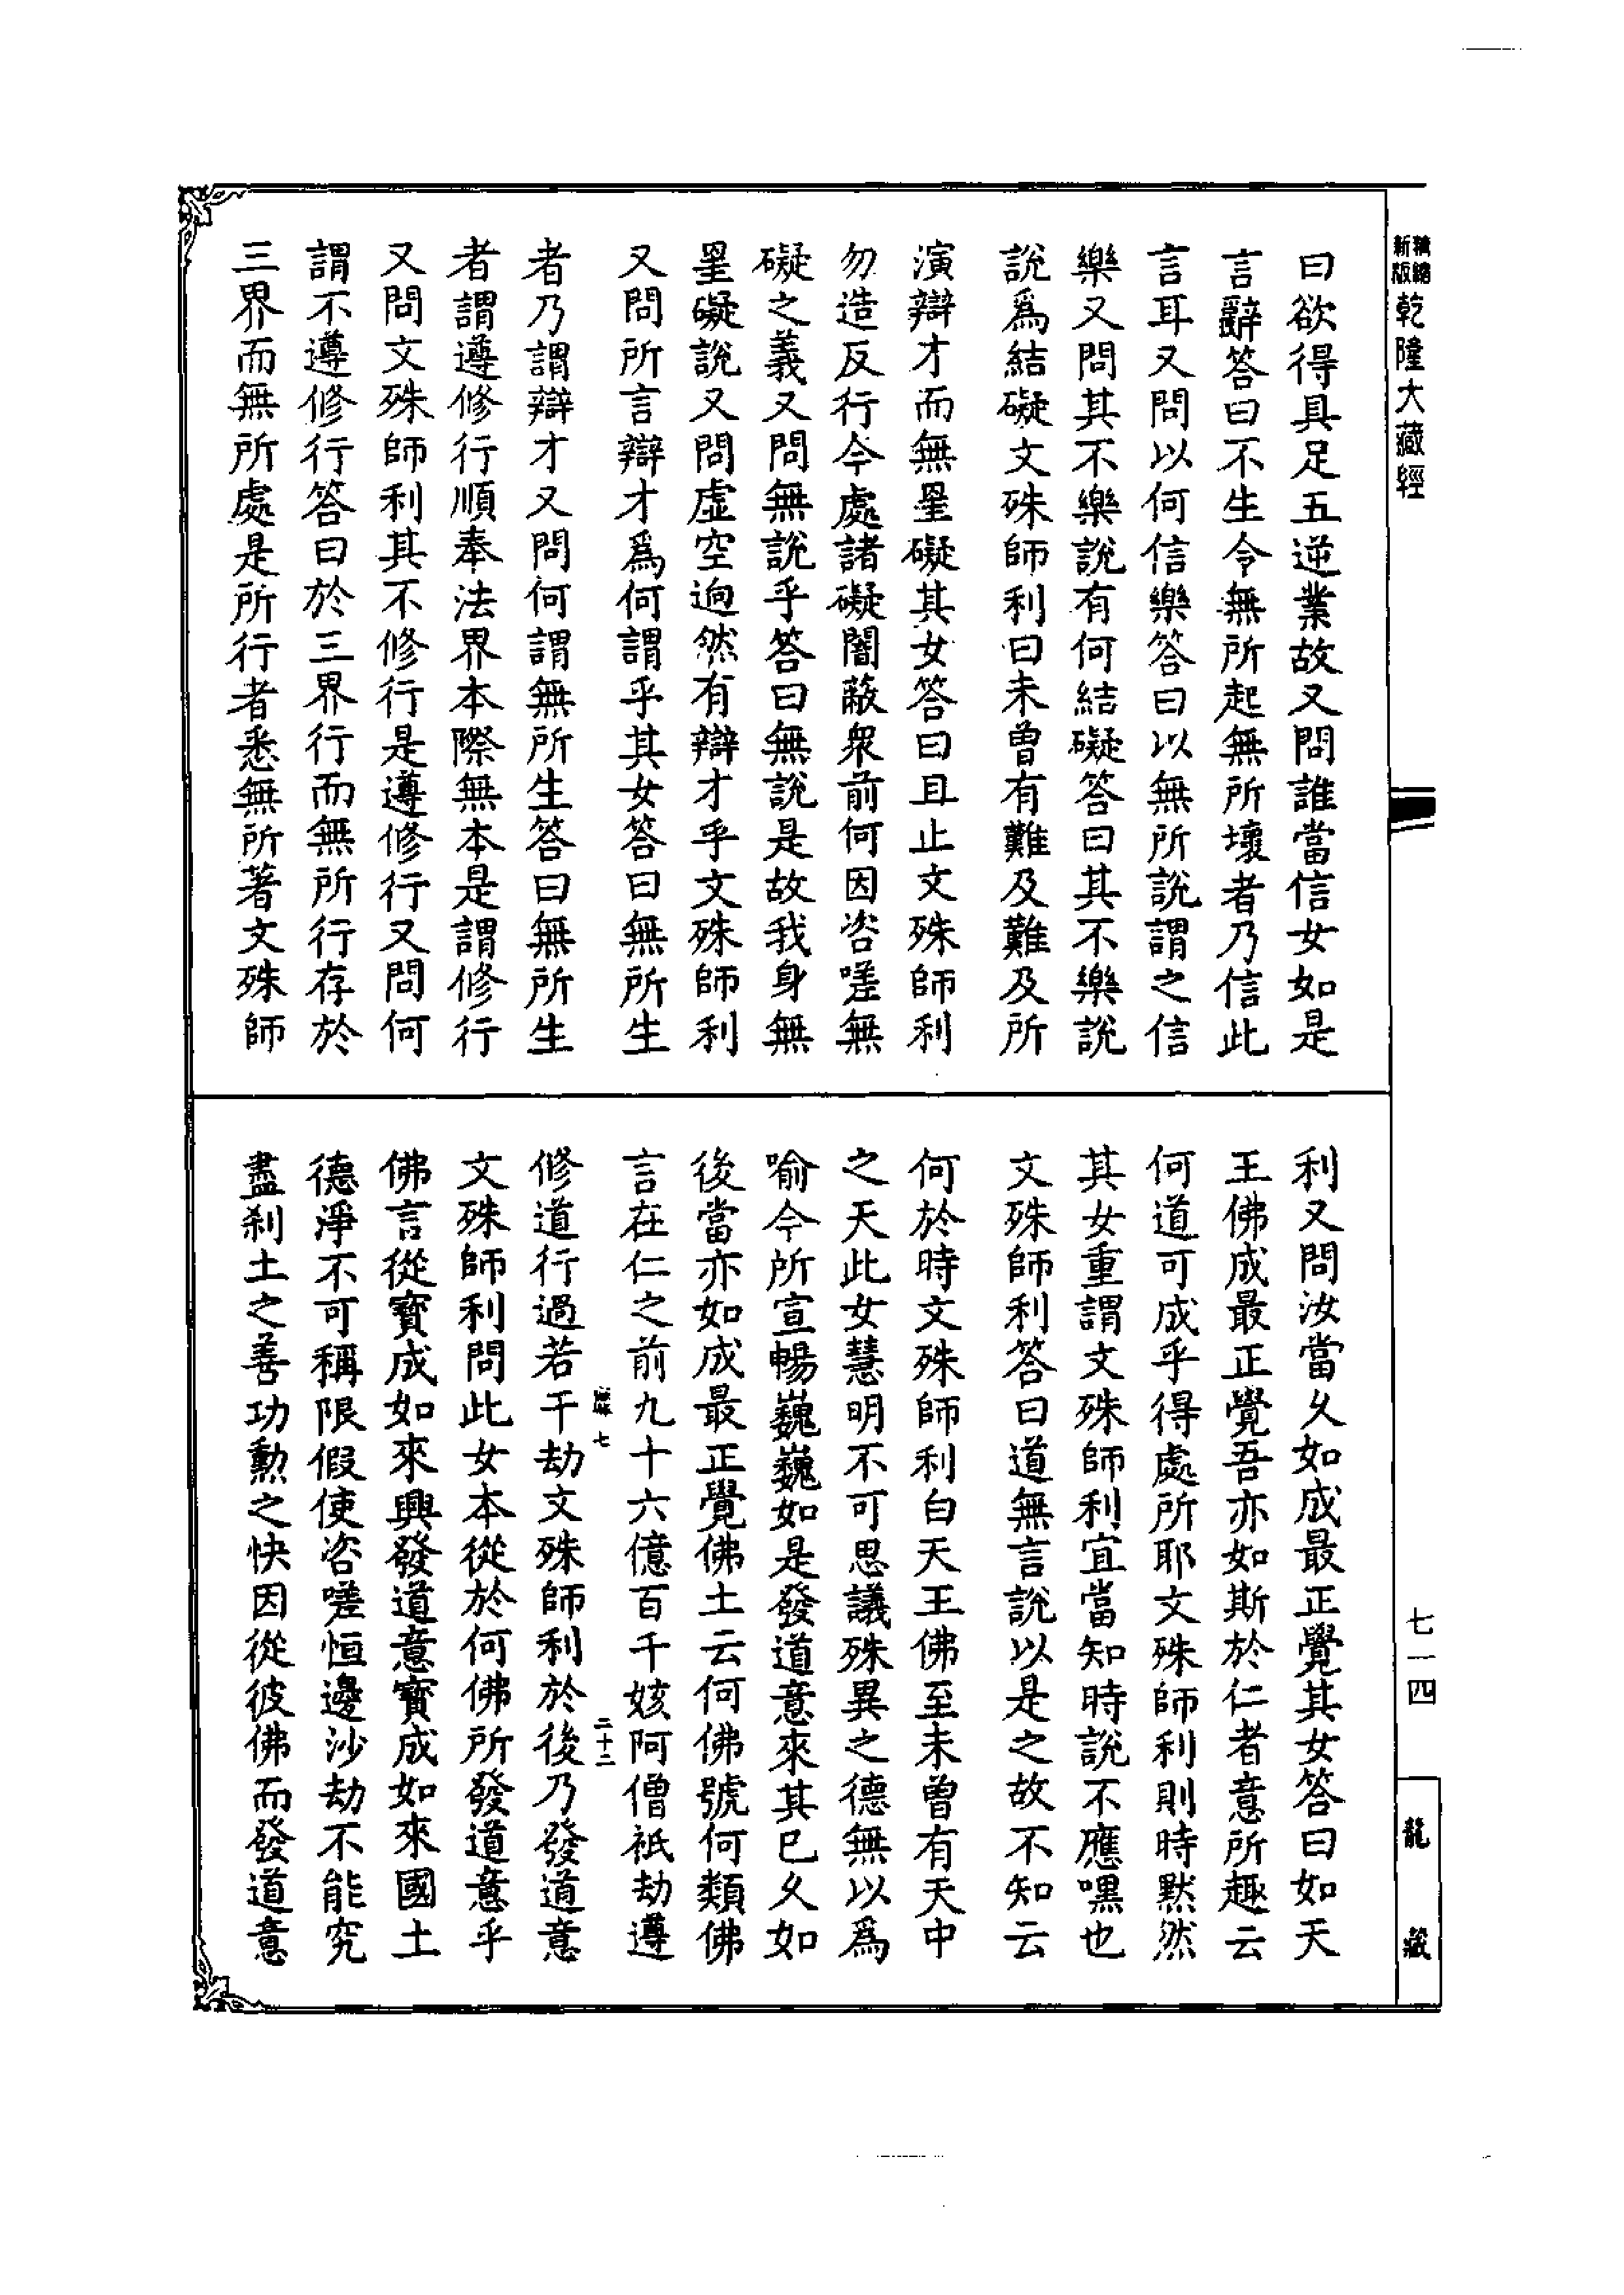 新版
乾隆大藏經
七一四
龍藏
曰欲得具足五逆業故又問誰當信女如是
言辭答曰不生令無所起無所壞者乃信此
言耳又問以何信樂答曰以無所說謂之信
樂又問其不樂說有何結礙答曰其不樂說
說爲結礙文殊師利曰未曾有難及難及所
演辯才而無罣礙其女答曰且止文殊師利
勿造反行今處諸礙闇蔽衆前何因咨嗟無
礙之義又問無說乎答曰無說是故我身無
罣礙說又問虛空逈然有辯才乎文殊師利
又問所言辯才爲何謂乎其女答曰無所生
者乃謂辯才又問何謂無所生答曰無所生
者謂遵修行順奉法界本際無本是謂修行
又問文殊師利其不修行是遵修行又問何
謂不遵修行答曰於三界行而無所行存於
三界而無所處是所行者悉無所著文殊師
利又問汝當久如成最正覺其女答曰如天
王佛成最正覺吾亦如斯於仁者意所趣云
何道可成乎得處所耶文殊師利則時黙然
其女重謂文殊師利宜當知時說不應嘿也
文殊師利答曰道無言說以是之故不知云
何於時文殊師利白天王佛至未曾有天中
之天此女慧明不可思議殊異之德無以爲
喻今所宣暢巍巍如是發道意來其已久如
後當亦如成最正覺佛土云何佛號何類佛
言在仁之前九十六億百千姟阿僧祇劫遵
七
二十二
修道行過若干劫文殊師利於後乃發道意
文殊師利問此女本從於何佛所發道意乎
佛言從寶成如來興發道意寶成如來國土
德淨不可稱限假使咨嗟恒邊沙劫不能究
盡刹土之善功勳之快因從彼佛而發道意